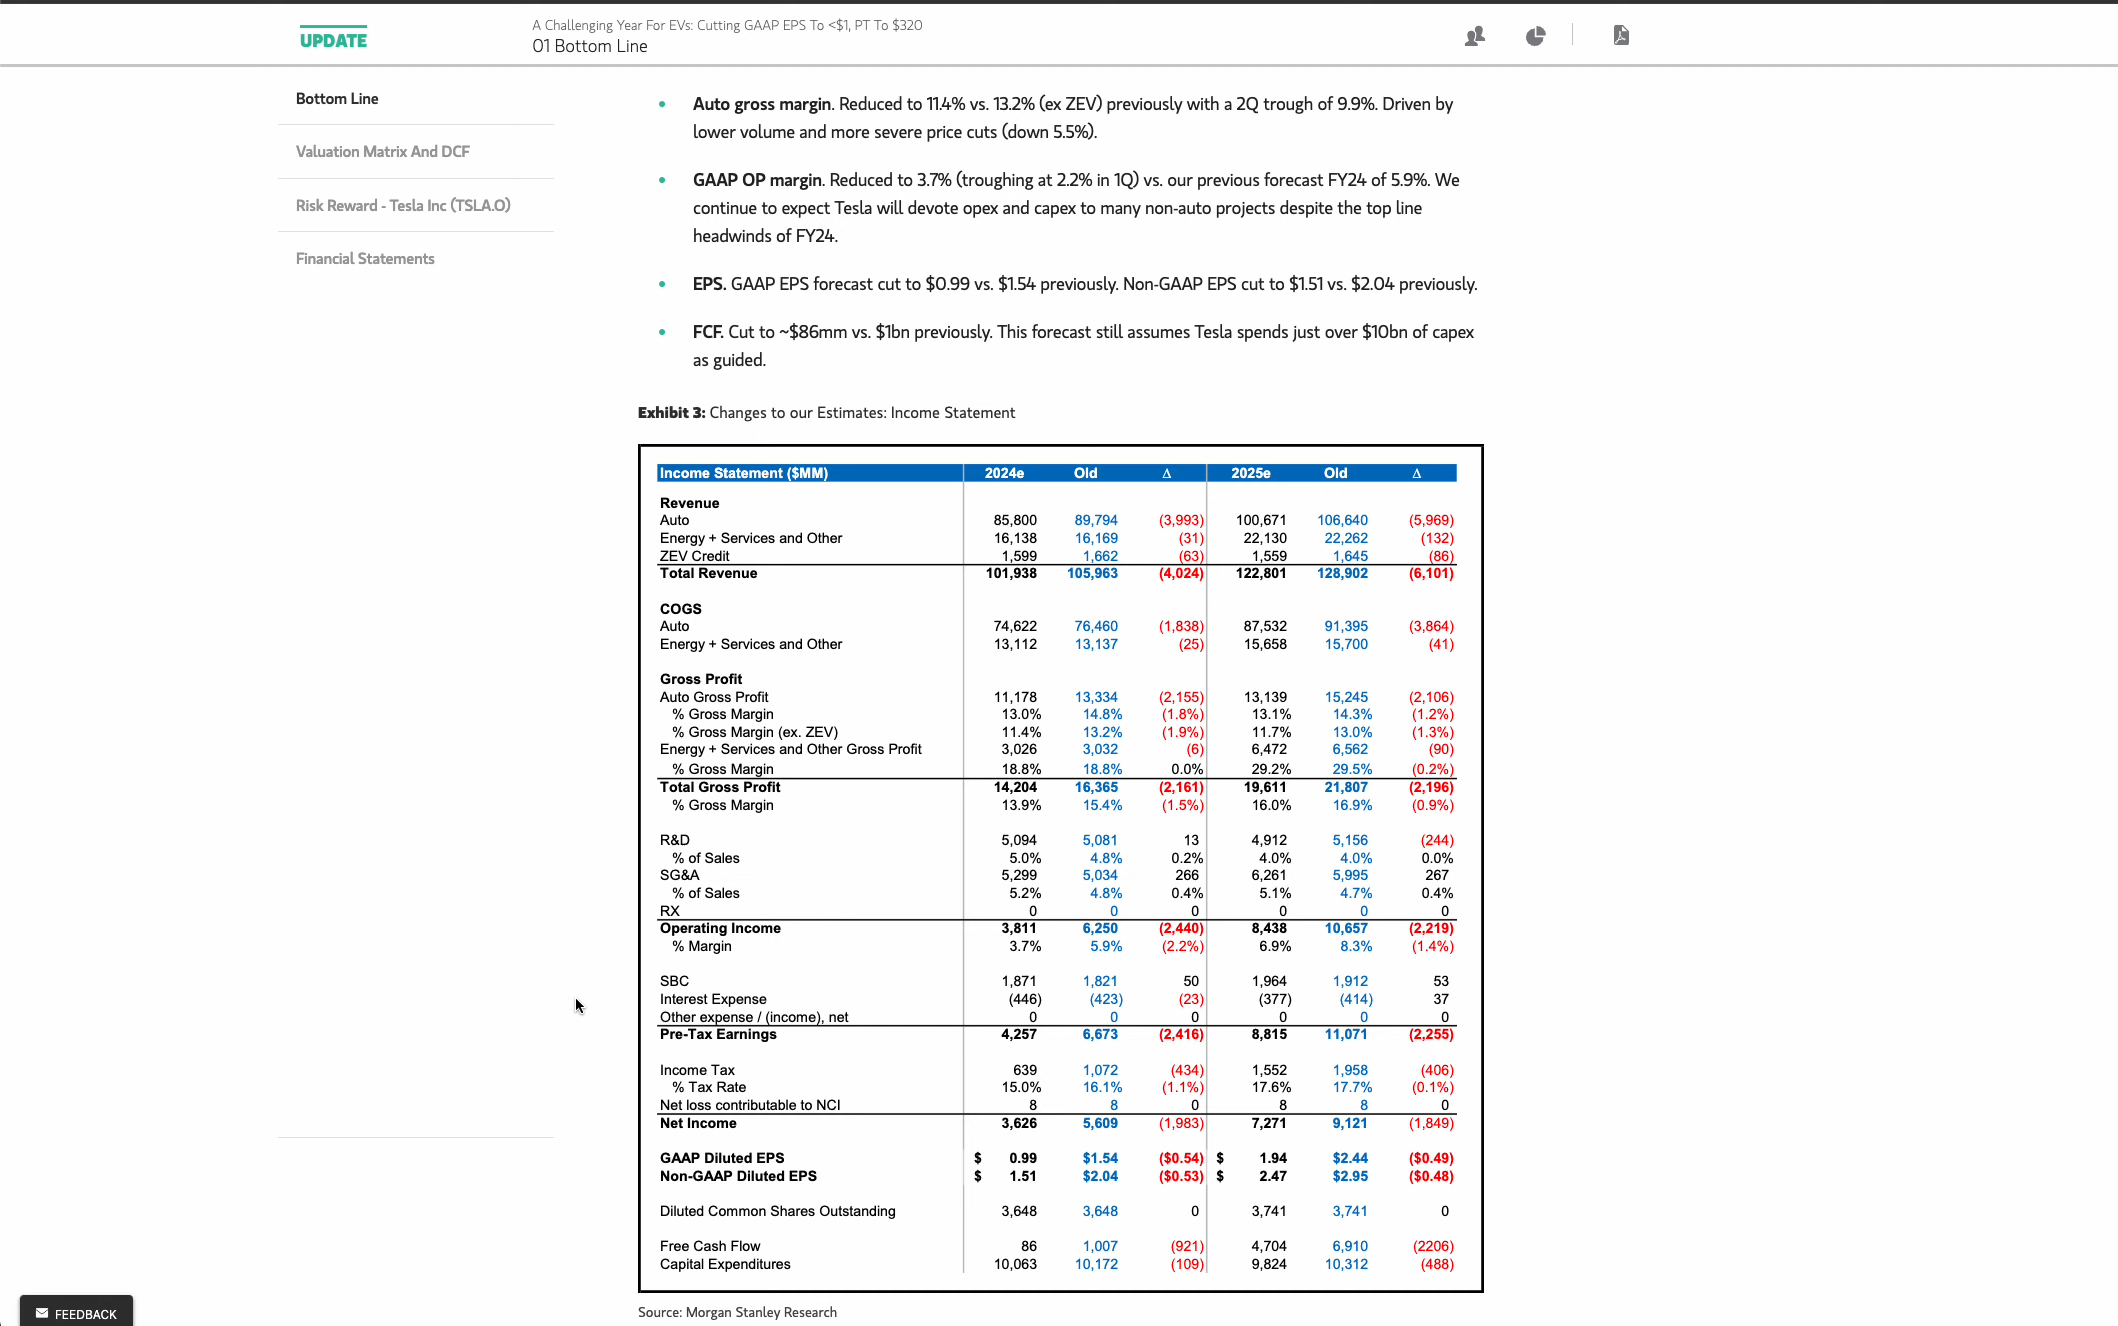 UPDATE
A Challenging Year For EVs: Cutting GAAP EPS To <$1, PT To $320
01 Bottom Line
Bottom Line
Valuation Matrix And DCF
Risk Reward - Tesla Inc (TSLA.O)
Financial Statements
• Auto gross margin. Reduced to 11.4% vs. 13.2% (ex ZEV) previously with a 2Q trough of 9.9%. Driven by
lower volume and more severe price cuts (down 5.5%).
• GAAP OP margin. Reduced to 3.7% (troughing at 2.2% in 1Q) vs. our previous forecast FY24 of 5.9%. We
continue to expect Tesla will devote opex and capex to many non-auto projects despite the top line
headwinds of FY24.
• EPS. GAAP EPS forecast cut to $0.99 vs. $1.54 previously. Non-GAAP EPS cut to $1.51 vs. $2.04 previously.
• FCF. Cut to ~$86mm vs. $1bn previously. This forecast still assumes Tesla spends just over $10bn of capex
as guided.
Exhibit 3: Changes to our Estimates: Income Statement
Income Statement ($MM) 2024e Old Δ 2025e Old Δ
Revenue
Auto 85,800 89,794 (3,993) 100,671 106,640 (5,969)
Energy + Services and Other 16,138 16,169 (31) 22,130 22,262 (132)
ZEV Credit 1,599 1,662 (63) 1,559 1,645 (86)
Total Revenue 101,938 105,963 (4,024) 122,801 128,902 (6,101)
COGS
Auto 74,622 76,460 (1,838) 87,532 91,395 (3,864)
Energy + Services and Other 13,112 13,137 (25) 15,658 15,700 (41)
Gross Profit
Auto Gross Profit 11,178 13,334 (2,155) 13,139 15,245 (2,106)
% Gross Margin 13.0% 14.8% (1.8%) 13.1% 14.3% (1.2%)
% Gross Margin (ex. ZEV) 11.4% 13.2% (1.9%) 11.7% 13.0% (1.3%)
Energy + Services and Other Gross Profit 3,026 3,032 (6) 6,472 6,562 (90)
% Gross Margin 18.8% 18.8% 0.0% 29.2% 29.5% (0.2%)
Total Gross Profit 14,204 16,365 (2,161) 19,611 21,807 (2,196)
% Gross Margin 13.9% 15.4% (1.5%) 16.0% 16.9% (0.9%)
R&D 5,094 5,081 13 4,912 5,156 (244)
% of Sales 5.0% 4.8% 0.2% 4.0% 4.0% 0.0%
SG&A 5,299 5,034 266 6,261 5,995 267
% of Sales 5.2% 4.8% 0.4% 5.1% 4.7% 0.4%
RX 0 0 0 0 0 0
Operating Income 3,811 6,250 (2,440) 8,438 10,657 (2,219)
% Margin 3.7% 5.9% (2.2%) 6.9% 8.3% (1.4%)
SBC 1,871 1,821 50 1,964 1,912 53
Interest Expense (446) (423) (23) (377) (414) 37
Other expense / (income), net 0 0 0 0 0 0
Pre-Tax Earnings 4,257 6,673 (2,416) 8,815 11,071 (2,255)
Income Tax 639 1,072 (434) 1,552 1,958 (406)
% Tax Rate 15.0% 16.1% (1.1%) 17.6% 17.7% (0.1%)
Net loss contributable to NCI 8 8 0 8 8 0
Net Income 3,626 5,609 (1,983) 7,271 9,121 (1,849)
GAAP Diluted EPS $ 0.99 $1.54 ($0.54) $ 1.94 $2.44 ($0.49)
Non-GAAP Diluted EPS $ 1.51 $2.04 ($0.53) $ 2.47 $2.95 ($0.48)
Diluted Common Shares Outstanding 3,648 3,648 0 3,741 3,741 0
Free Cash Flow 86 1,007 (921) 4,704 6,910 (2206)
Capital Expenditures 10,063 10,172 (109) 9,824 10,312 (488)
Source: Morgan Stanley Research
FEEDBACK